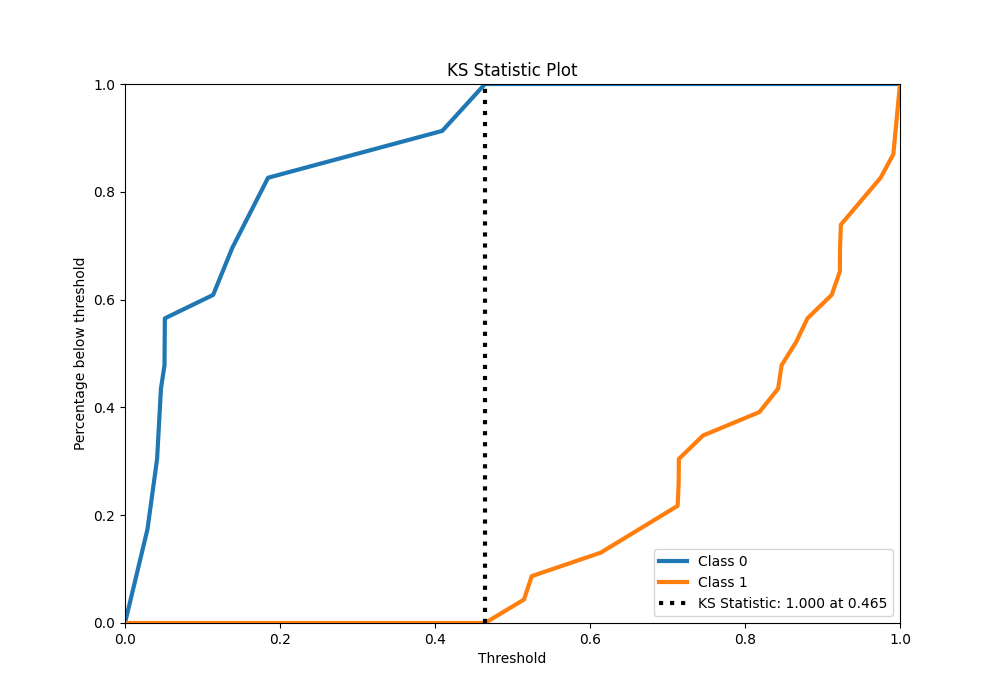 KS Statistic Plot
1.0
0.8
0.6
0.4
0.2
0.0
Percentage below threshold
0.0 0.2 0.4 0.6 0.8 1.0
Threshold
Class 0
Class 1
KS Statistic: 1.000 at 0.465